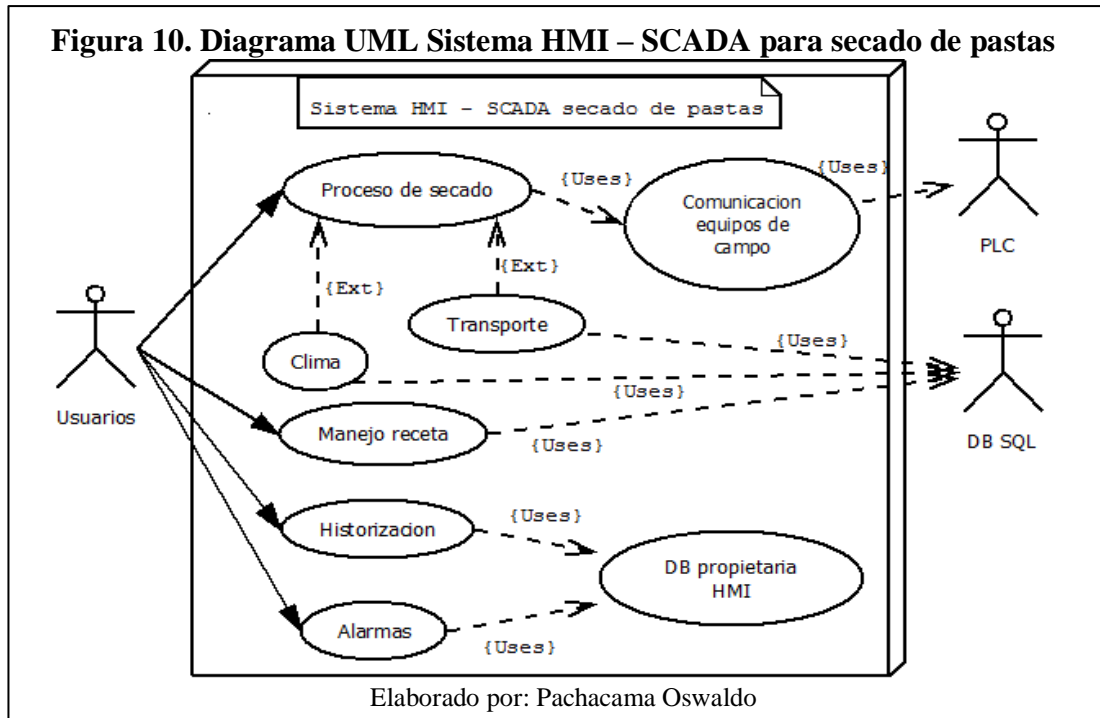 Figura 10. Diagrama UML Sistema HMI – SCADA para secado de pastas
Sistema HMI – SCADA secado de pastas
Proceso de secado
{Uses}
Comunicacion
equipos de
campo
{Uses}
PLC
{Ext}
{Ext}
Transporte
{Uses}
Clima
{Uses}
Usuarios
Manejo receta
{Uses}
DB SQL
Historizacion
{Uses}
DB propietaria
HMI
Alarmas
{Uses}
Elaborado por: Pachacama Oswaldo